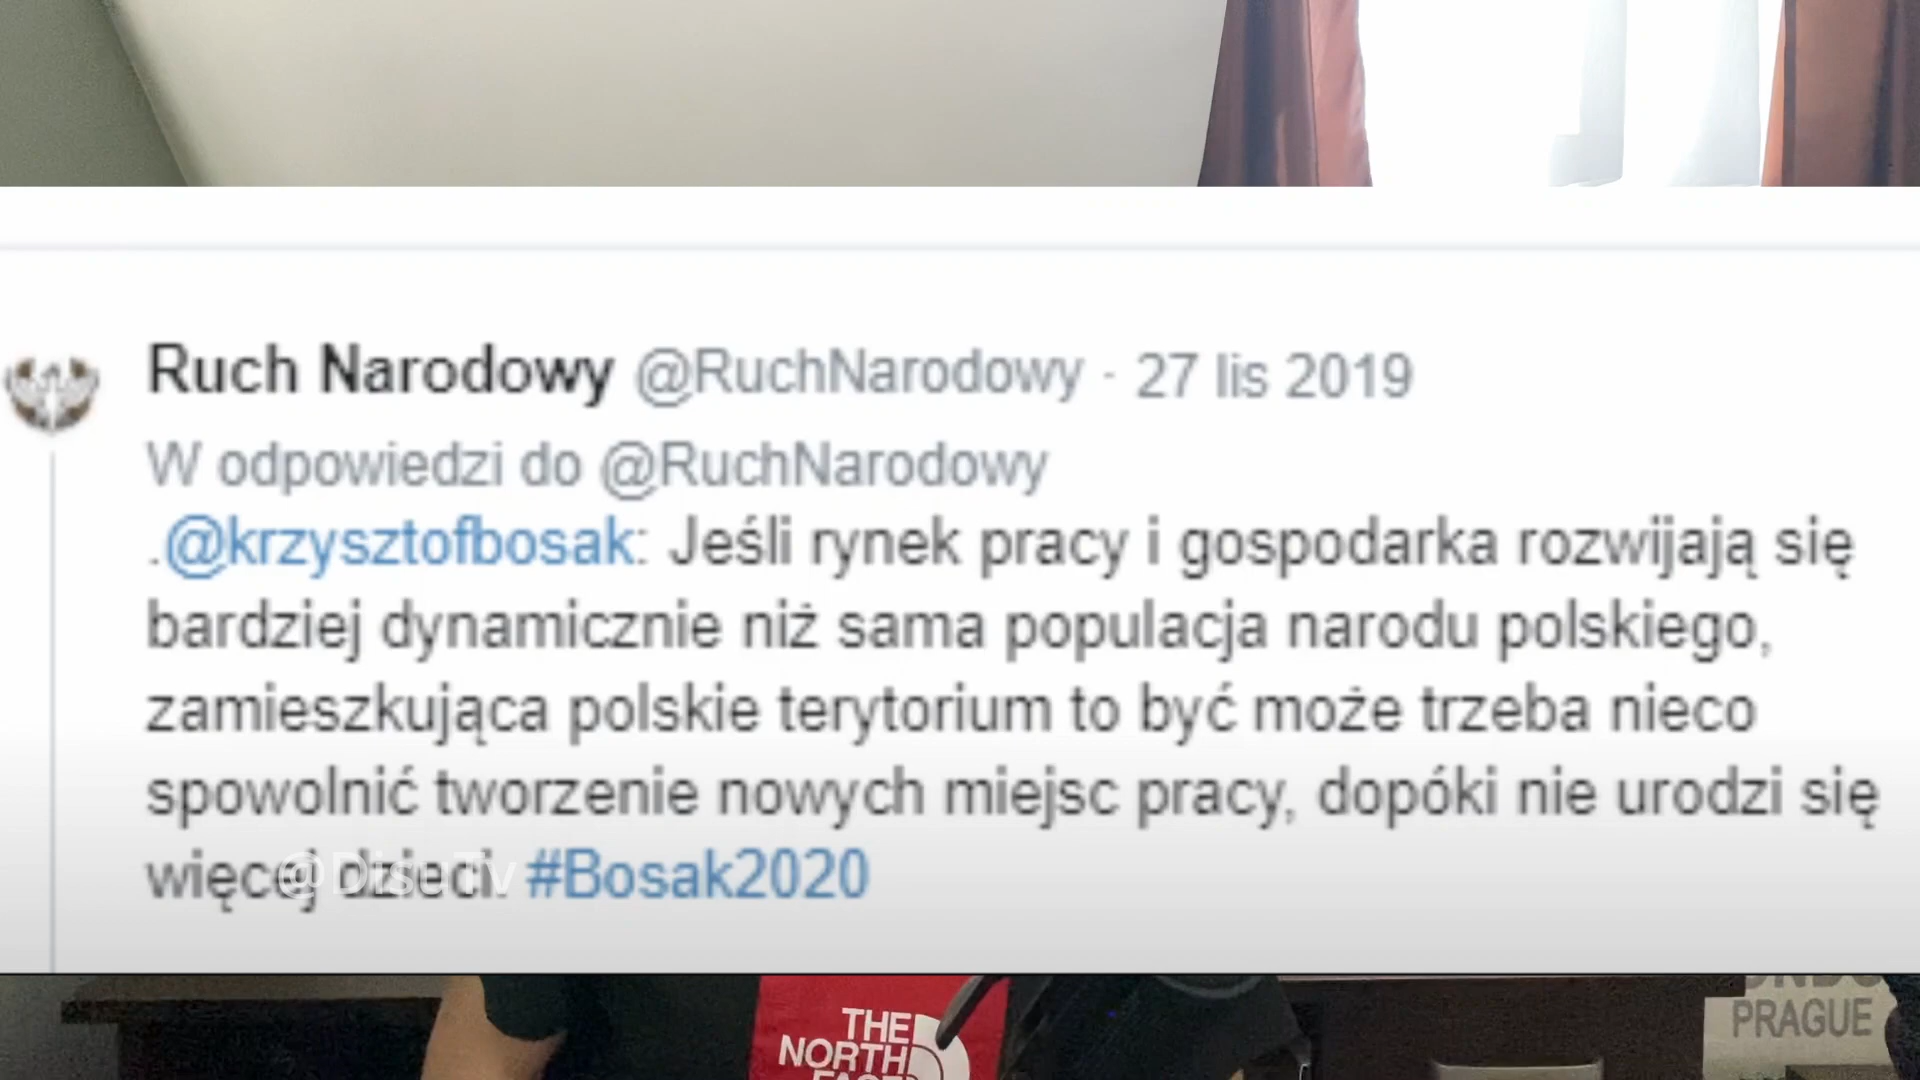 Ruch Narodowy @RuchNarodowy · 27 lis 2019
W odpowiedzi do @RuchNarodowy
.@krzysztofbosak: Jeśli rynek pracy i gospodarka rozwijają się
bardziej dynamicznie niż sama populacja narodu polskiego,
zamieszkująca polskie terytorium to być może trzeba nieco
spowolnić tworzenie nowych miejsc pracy, dopóki nie urodzi się
więcej dzieci. #Bosak2020
THE
NORTH
FACE
PRAGUE